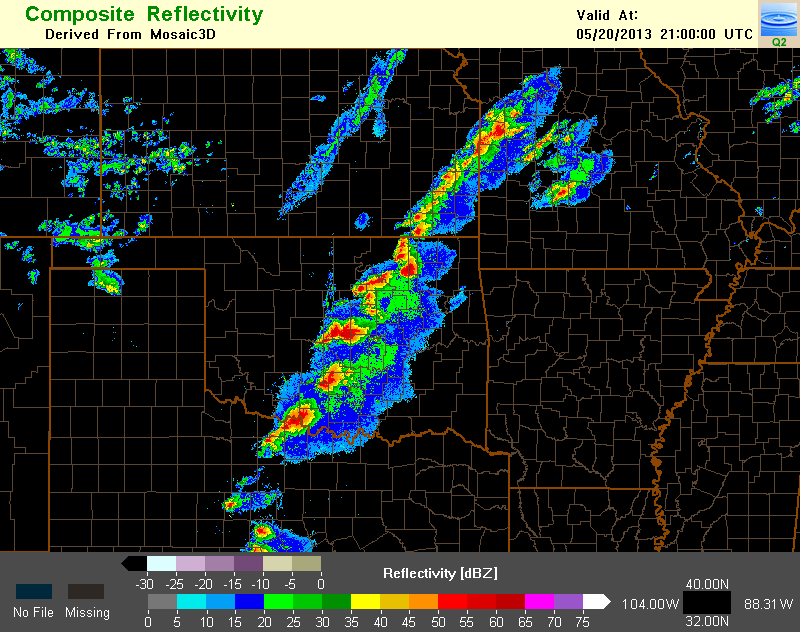 Composite Reflectivity
Derived From Mosaic3D
Valid At:
05/20/2013 21:00:00 UTC
Q2
-30 -25 -20 -15 -10 -5 0
Reflectivity [dBZ]
No File Missing
0 5 10 15 20 25 30 35 40 45 50 55 60 65 70 75
40.00N
104.00W 88.31W
32.00N